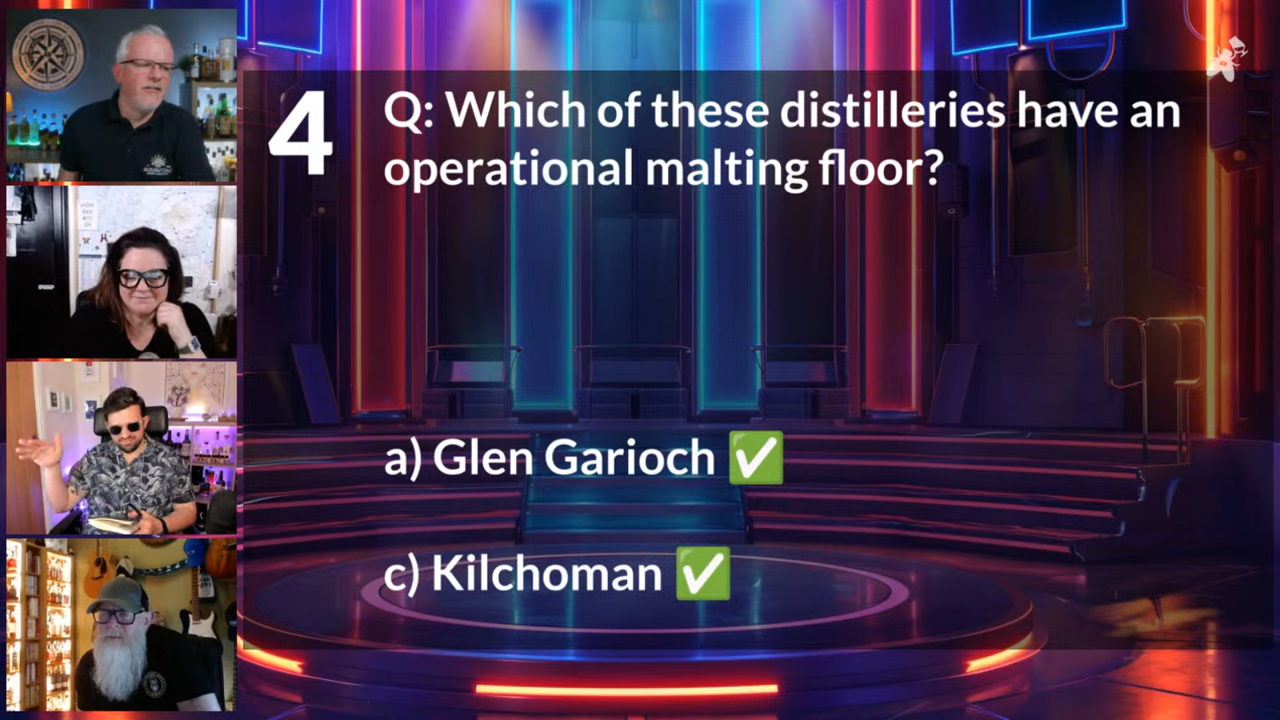 4
Q: Which of these distilleries have an
operational malting floor?
a) Glen Garioch ✅
c) Kilchoman ✅